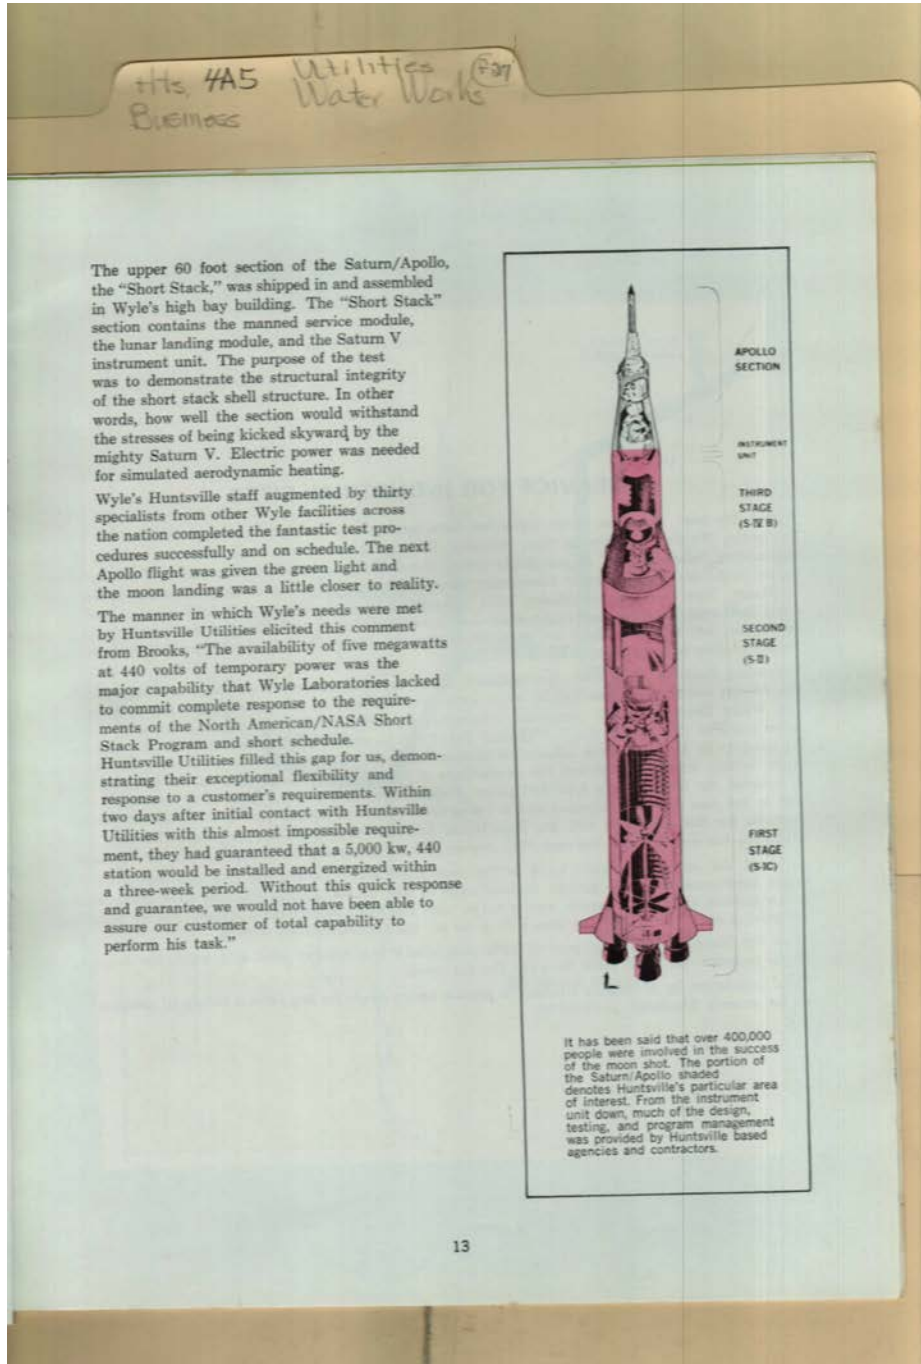 Hts, 4A5 Utilities F-27
Business Water Works
The upper 60 foot section of the Saturn/Apollo,
the “Short Stack,” was shipped in and assembled
in Wyle's high bay building. The “Short Stack”
section contains the manned service module,
the lunar landing module, and the Saturn V
instrument unit. The purpose of the test
was to demonstrate the structural integrity
of the short stack shell structure. In other
words, how well the section would withstand
the stresses of being kicked skyward by the
mighty Saturn V. Electric power was needed
for simulated aerodynamic heating.
Wyle's Huntsville staff augmented by thirty
specialists from other Wyle facilities across
the nation completed the fantastic test pro-
cedures successfully and on schedule. The next
Apollo flight was given the green light and
the moon landing was a little closer to reality.
The manner in which Wyle's needs were met
by Huntsville Utilities elicited this comment
from Brooks, “The availability of five megawatts
at 440 volts of temporary power was the
major capability that Wyle Laboratories lacked
to commit complete response to the require-
ments of the North American/NASA Short
Stack Program and short schedule.
Huntsville Utilities filled this gap for us, demon-
strating their exceptional flexibility and
response to a customer's requirements. Within
two days after initial contact with Huntsville
Utilities with this almost impossible require-
ment, they had guaranteed that a 5,000 kw, 440
station would be installed and energized within
a three-week period. Without this quick response
and guarantee, we would not have been able to
assure our customer of total capability to
perform his task.”
APOLLO
SECTION
INSTRUMENT
UNIT
THIRD
STAGE
(S-IV B)
SECOND
STAGE
(S-II)
FIRST
STAGE
(S-IC)
L
It has been said that over 400,000
people were involved in the success
of the moon shot. The portion of
the Saturn/Apollo shaded
denotes Huntsville's particular area
of interest. From the instrument
unit down, much of the design,
testing, and program management
was provided by Huntsville based
agencies and contractors.
13